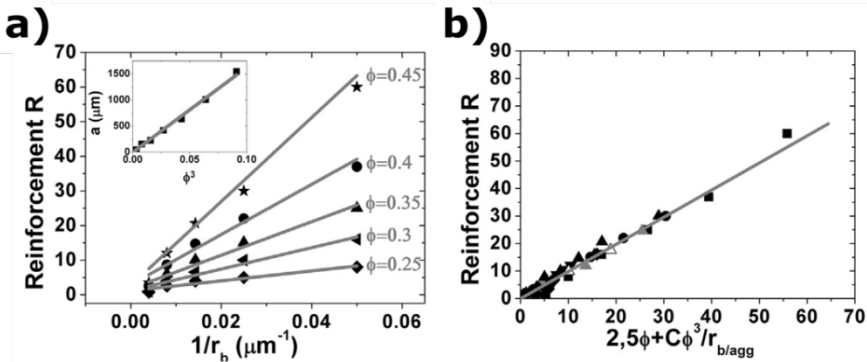 a)
Reinforcement R
70
60
50
40
30
20
10
0
0.00 0.02 0.04 0.06
1/r_b (μm⁻¹)
a (μm)
1500
1000
500
0
0.00 0.05 0.10
ϕ³
ϕ=0.45
ϕ=0.4
ϕ=0.35
ϕ=0.3
ϕ=0.25
b)
Reinforcement R
90
80
70
60
50
40
30
20
10
0
0 10 20 30 40 50 60 70
2,5ϕ+Cϕ³/r_b/agg